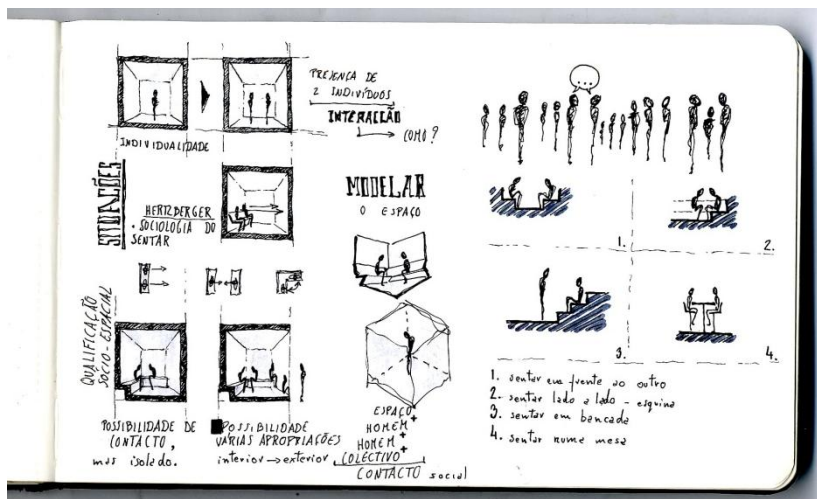 INDIVIDUALIDADE
PRESENÇA DE
2 INDIVÍDUOS
INTERACÇÃO
COMO?
SITUAÇÕES
HERTZBERGER
. SOCIOLOGIA DO
SENTAR
MODELAR
O ESPAÇO
QUALIFICAÇÃO
SOCIO-ESPACIAL
POSSIBILIDADE DE
CONTACTO,
mas isolado.
POSSIBILIDADE
VÁRIAS APROPRIAÇÕES
interior → exterior
ESPAÇO +
HOMEM +
HOMEM +
COLECTIVO
CONTACTO social
...
1.
2.
3.
4.
1. sentar em frente ao outro
2. sentar lado a lado - esquina
3. sentar em bancada
4. sentar numa mesa